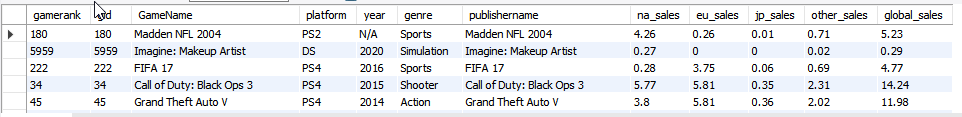 gamerank id GameName platform year genre publishername na_sales eu_sales jp_sales other_sales global_sales
180 180 Madden NFL 2004 PS2 N/A Sports Madden NFL 2004 4.26 0.26 0.01 0.71 5.23
5959 5959 Imagine: Makeup Artist DS 2020 Simulation Imagine: Makeup Artist 0.27 0 0 0.02 0.29
222 222 FIFA 17 PS4 2016 Sports FIFA 17 0.28 3.75 0.06 0.69 4.77
34 34 Call of Duty: Black Ops 3 PS4 2015 Shooter Call of Duty: Black Ops 3 5.77 5.81 0.35 2.31 14.24
45 45 Grand Theft Auto V PS4 2014 Action Grand Theft Auto V 3.8 5.81 0.36 2.02 11.98